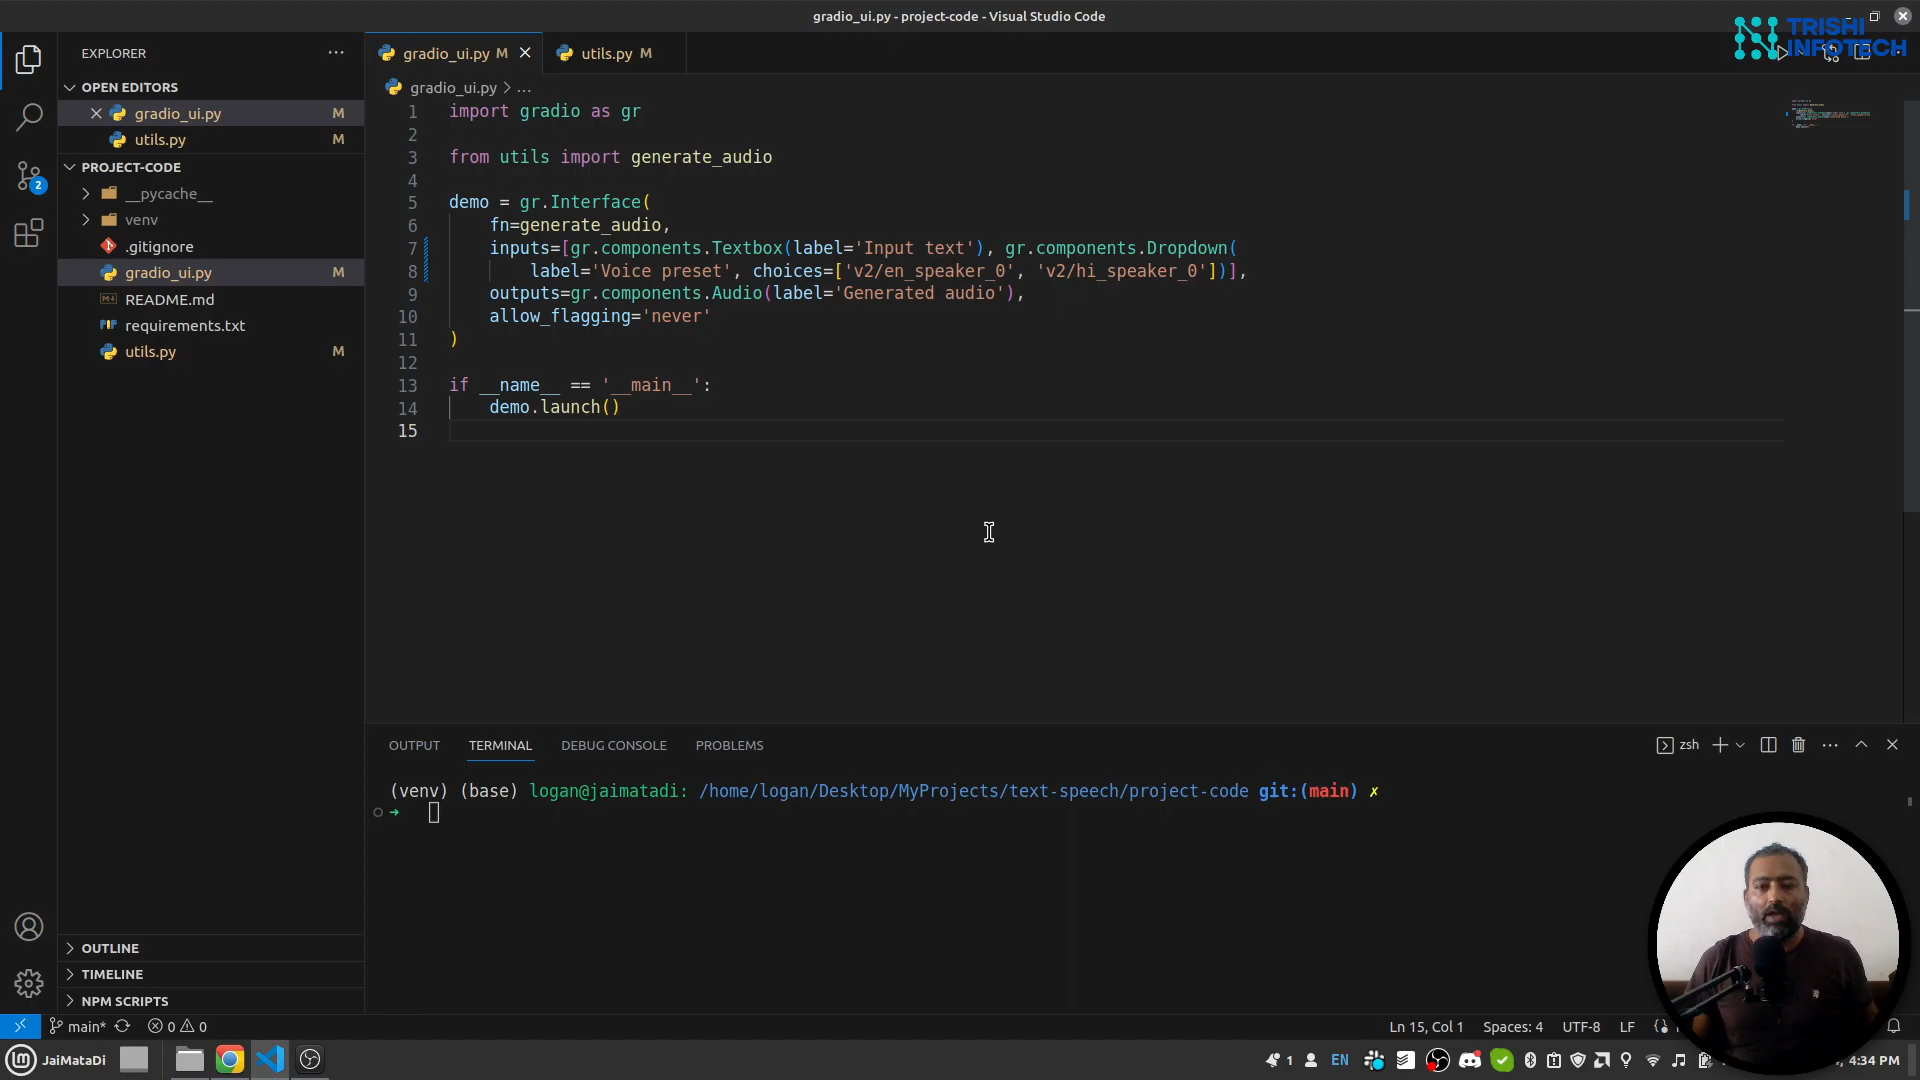 gradio_ui.py - project-code - Visual Studio Code
TRISHI
INFOTECH
EXPLORER
OPEN EDITORS
gradio_ui.py M
utils.py M
PROJECT-CODE
__pycache__
venv
.gitignore
gradio_ui.py M
README.md
requirements.txt
utils.py M
OUTLINE
TIMELINE
NPM SCRIPTS
2
gradio_ui.py M
utils.py M
gradio_ui.py > ...
1 import gradio as gr
2
3 from utils import generate_audio
4
5 demo = gr.Interface(
6 fn=generate_audio,
7 inputs=[gr.components.Textbox(label='Input text'), gr.components.Dropdown(
8 label='Voice preset', choices=['v2/en_speaker_0', 'v2/hi_speaker_0'])],
9 outputs=gr.components.Audio(label='Generated audio'),
10 allow_flagging='never'
11 )
12
13 if __name__ == '__main__':
14 demo.launch()
15
OUTPUT TERMINAL DEBUG CONSOLE PROBLEMS
zsh
(venv) (base) logan@jaimatadi: /home/logan/Desktop/MyProjects/text-speech/project-code git:(main) ✗
➜
main* 0 0
Ln 15, Col 1 Spaces: 4 UTF-8 LF
JaiMataDi
1 EN
4:34 PM